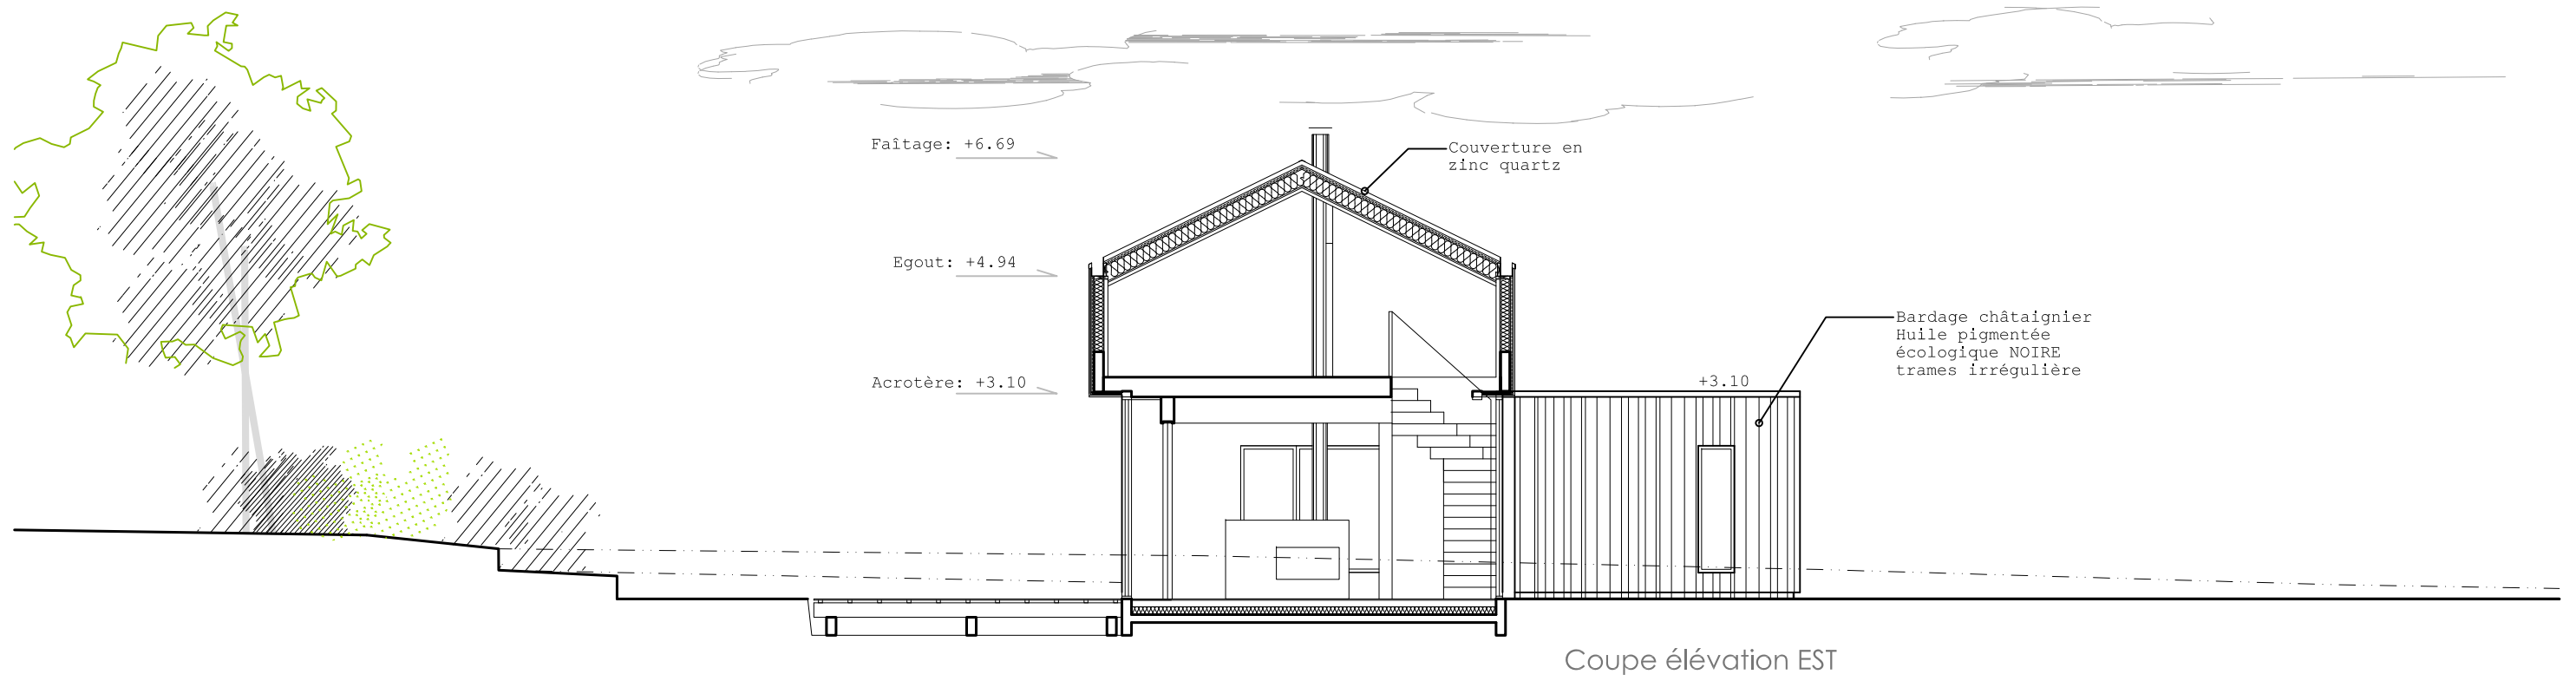 Faîtage: +6.69
Couverture en
zinc quartz
Egout: +4.94
Bardage châtaignier
Huile pigmentée
écologique NOIRE
trames irrégulière
Acrotère: +3.10
+3.10
Coupe élévation EST